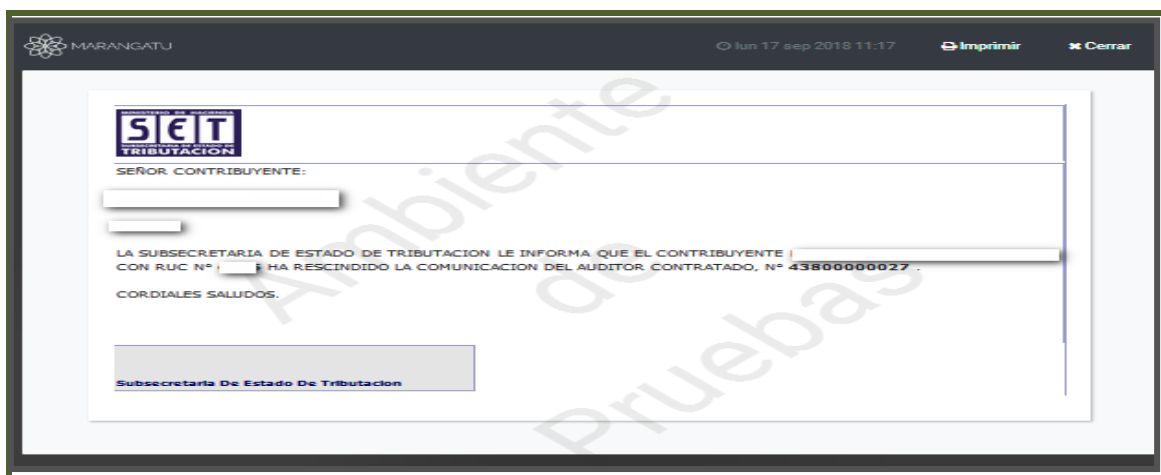 MARANGATU
lun 17 sep 2018 11:17 Imprimir Cerrar
MINISTERIO DE HACIENDA
SET
SUBSECRETARIA DE ESTADO DE
TRIBUTACION
SEÑOR CONTRIBUYENTE:
LA SUBSECRETARIA DE ESTADO DE TRIBUTACION LE INFORMA QUE EL CONTRIBUYENTE
CON RUC N° HA RESCINDIDO LA COMUNICACION DEL AUDITOR CONTRATADO, N° 43800000027 .
CORDIALES SALUDOS.
Subsecretaria De Estado De Tributacion
Ambiente
de
Pruebas